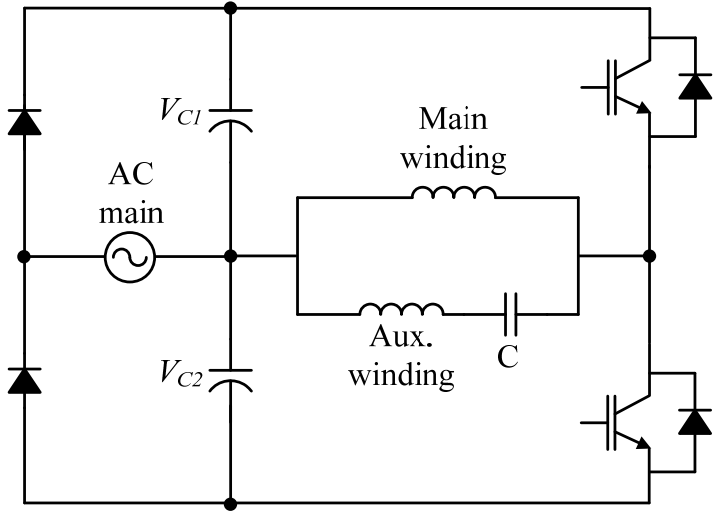 V_C1
Main
winding
AC
main
Aux.
winding
C
V_C2